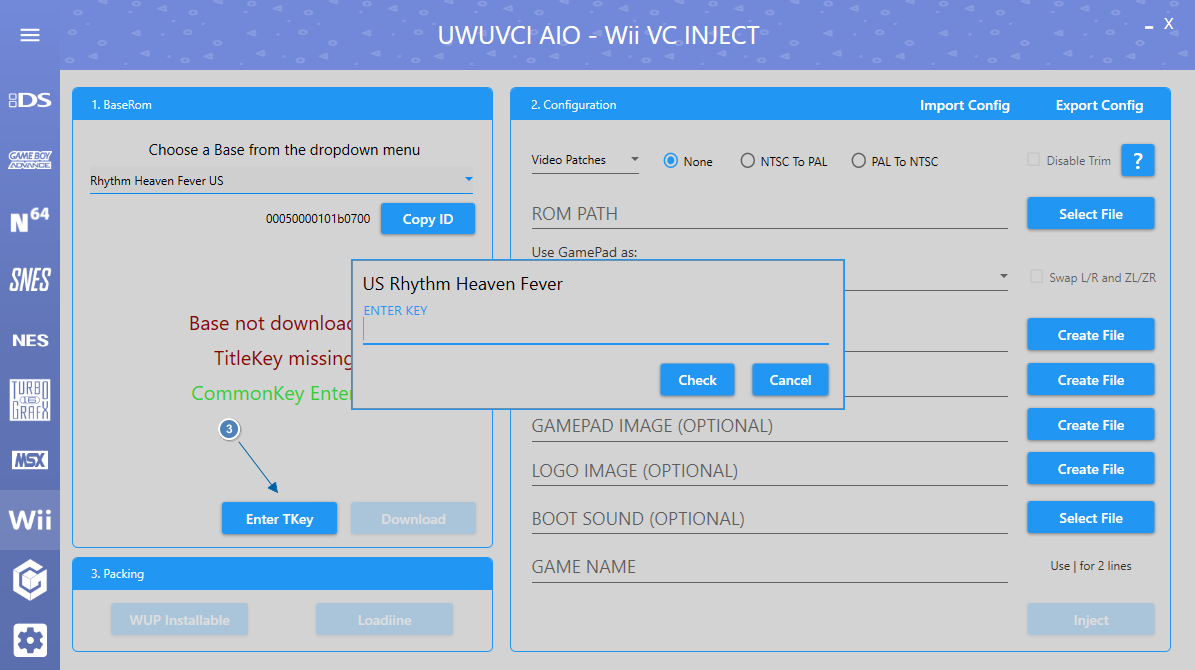 UWUVCI AIO - Wii VC INJECT
X
DS
GAME BOY
ADVANCE
N64
SNES
NES
TURBO
16
GRAFX
MSX
Wii
1. BaseRom
Choose a Base from the dropdown menu
Rhythm Heaven Fever US
00050000101b0700
Copy ID
Base not downloa
TitleKey missing
CommonKey Enter
3
Enter TKey
Download
3. Packing
WUP Installable
Loadiine
US Rhythm Heaven Fever
ENTER KEY
Check
Cancel
2. Configuration
Import Config
Export Config
Video Patches
None
NTSC To PAL
PAL To NTSC
Disable Trim
?
ROM PATH
Select File
Use GamePad as:
Swap L/R and ZL/ZR
Create File
Create File
GAMEPAD IMAGE (OPTIONAL)
Create File
LOGO IMAGE (OPTIONAL)
Create File
BOOT SOUND (OPTIONAL)
Select File
GAME NAME
Use | for 2 lines
Inject